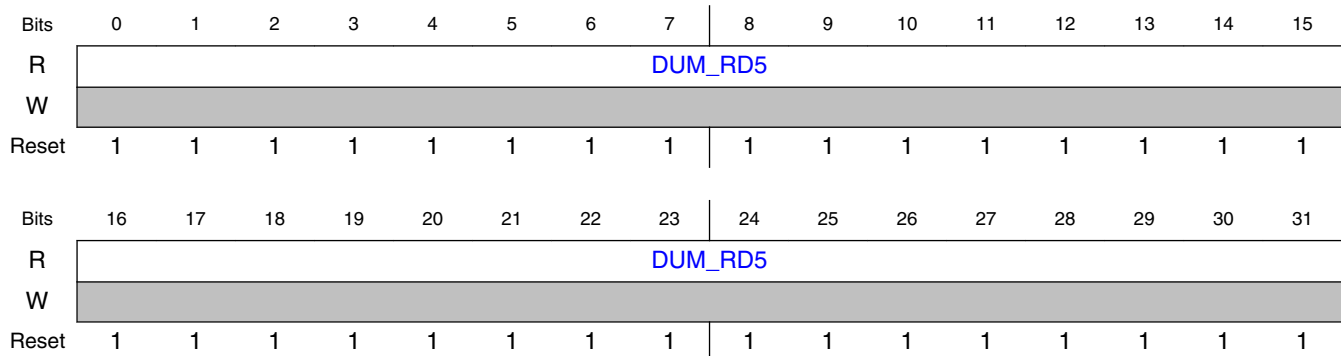 Bits 0 1 2 3 4 5 6 7 8 9 10 11 12 13 14 15
R DUM_RD5
W
Reset 1 1 1 1 1 1 1 1 1 1 1 1 1 1 1 1
Bits 16 17 18 19 20 21 22 23 24 25 26 27 28 29 30 31
R DUM_RD5
W
Reset 1 1 1 1 1 1 1 1 1 1 1 1 1 1 1 1